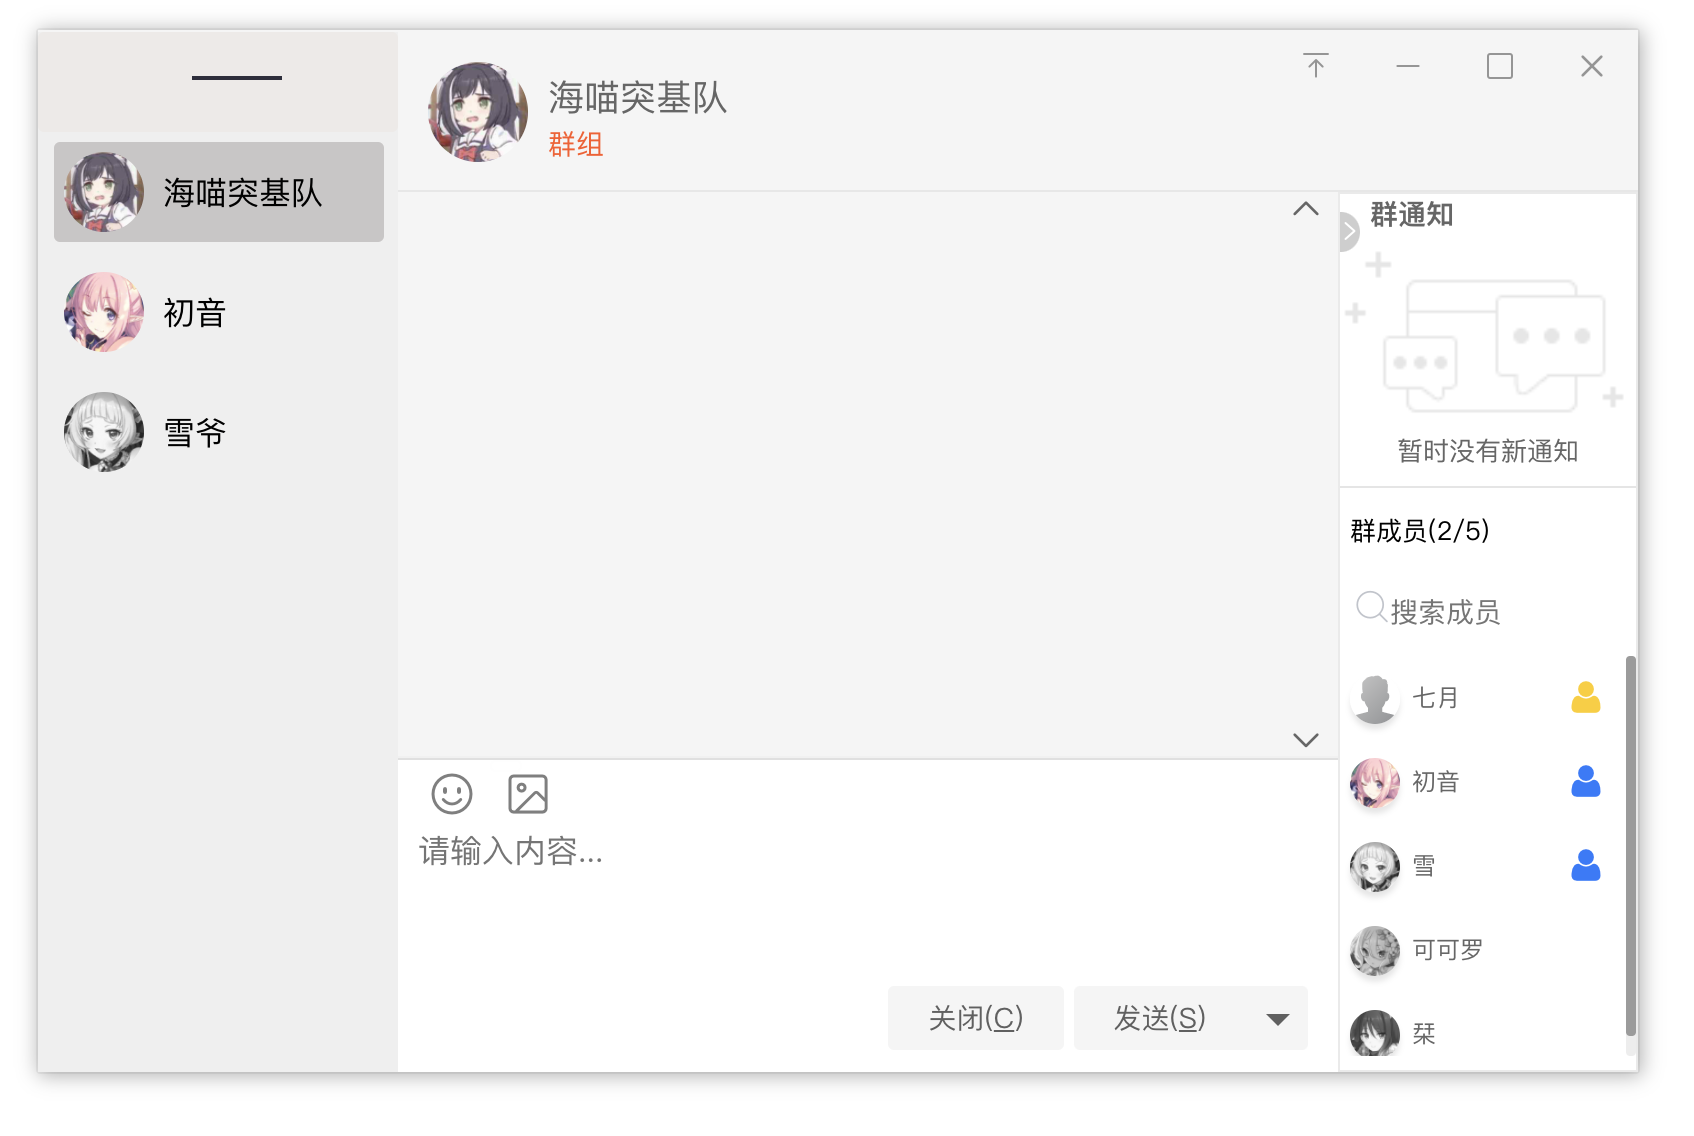 海喵突基队
初音
雪爷
海喵突基队
群组
群通知
暂时没有新通知
群成员(2/5)
搜索成员
七月
初音
雪
可可罗
栞
请输入内容...
关闭(C)
发送(S)